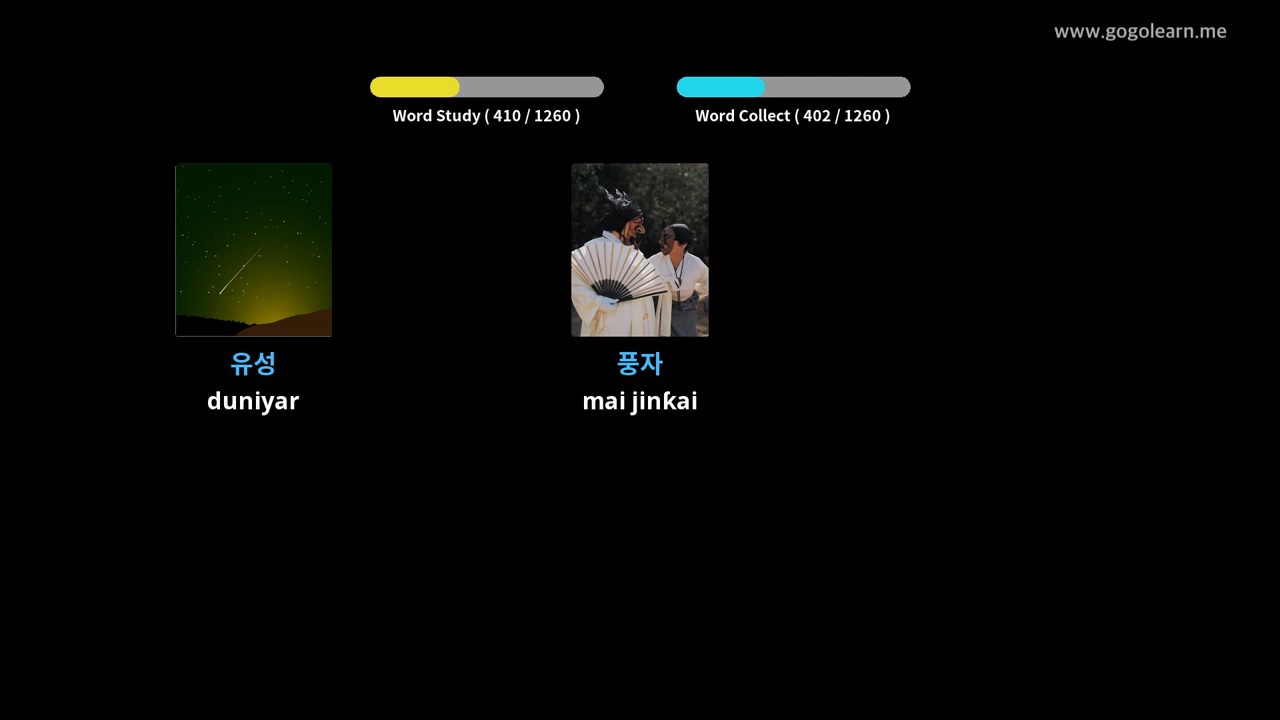 www.gogolearn.me
Word Study ( 410 / 1260 )
Word Collect ( 402 / 1260 )
유성
duniyar
풍자
mai jinƙai